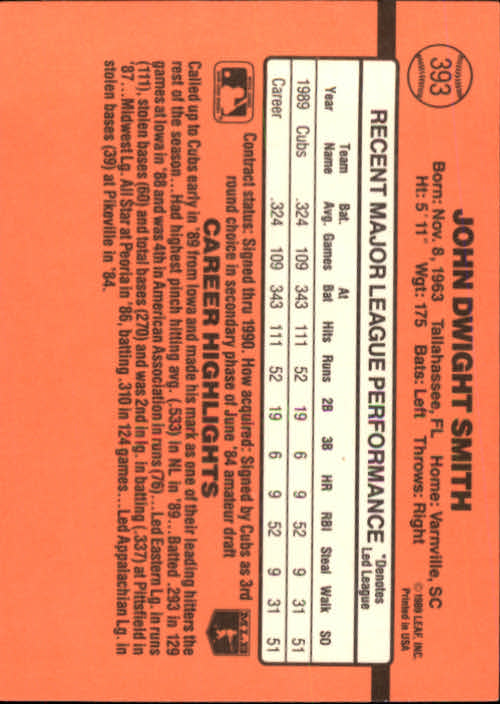 393
JOHN DWIGHT SMITH
Born: Nov. 8, 1963 Tallahassee, FL Home: Varnville, SC
Ht: 5' 11" Wgt: 175 Bats: Left Throws: Right
© 1989 LEAF, INC.
Printed in USA
RECENT MAJOR LEAGUE PERFORMANCE *Denotes Led League
Year Team Name Bat. Avg. Games At Bat Hits Runs 2B 3B HR RBI Steal Walk SO
1989 Cubs .324 109 343 111 52 19 6 9 52 9 31 51
Career .324 109 343 111 52 19 6 9 52 9 31 51
Contract status: Signed thru 1990. How acquired: Signed by Cubs as 3rd
round choice in secondary phase of June '84 amateur draft
CAREER HIGHLIGHTS
MLB
Called up to Cubs early in '89 from Iowa and made his mark as one of their leading hitters the
rest of the season...Had highest pinch hitting avg. (.533) in NL in '89...Batted .293 in 129
games at Iowa in '88 and was 4th in American Association in runs (76)...Led Eastern Lg. in runs
(111), stolen bases (60) and total bases (270) and was 2nd in lg. in batting (.337) at Pittsfield in
'87...Midwest Lg. All Star at Peoria in '86, batting .310 in 124 games...Led Appalachian Lg. in
stolen bases (39) at Pikeville in '84.